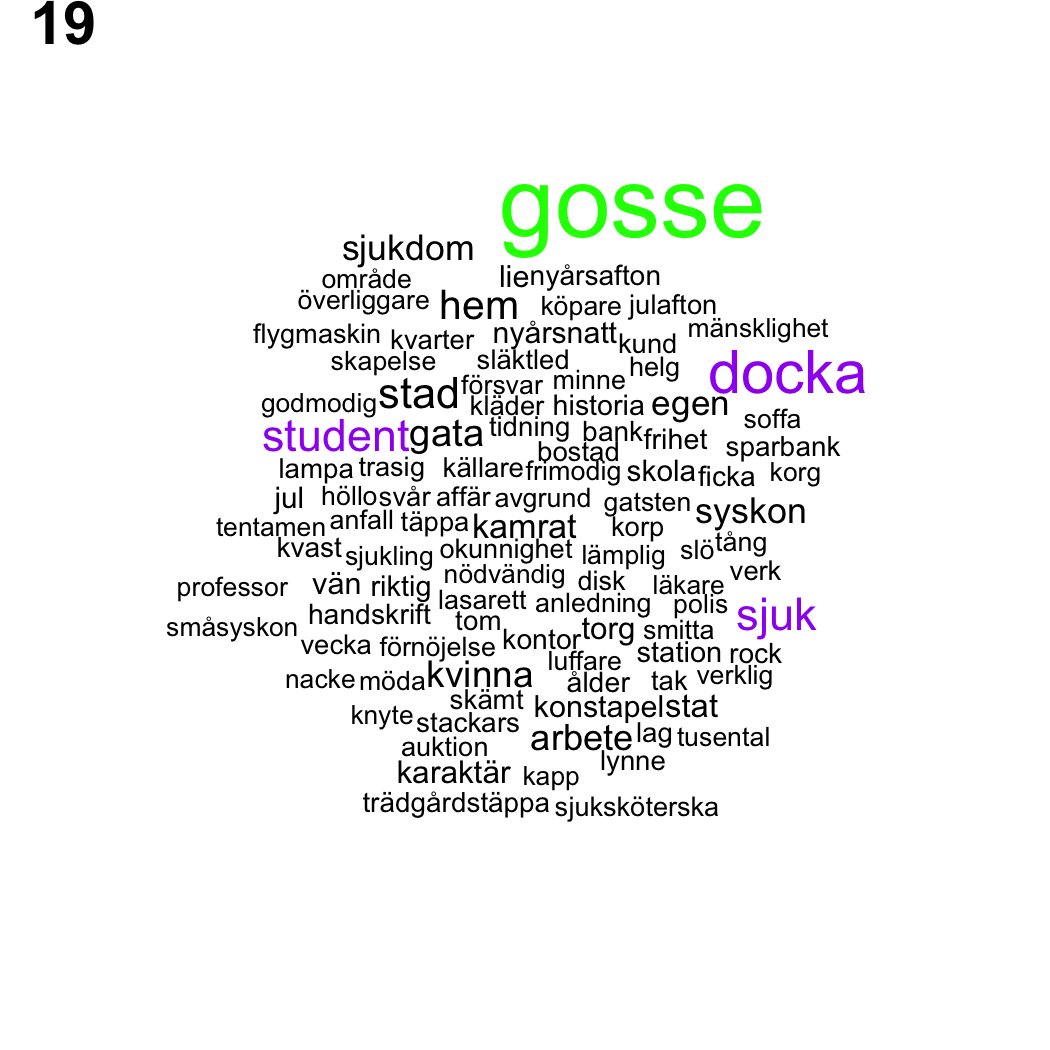 19
gosse
sjukdom
område lie nyårsafton
överliggare hem köpare julafton
flygmaskin kvarter nyårsnatt kund mänsklighet
skapelse släktled helg docka
godmodig stad försvar minne kläder historia egen soffa
student gata tidning bank frihet sparbank
bostad
lampa trasig källare frimodig skola ficka korg
jul höllo svår affär avgrund gatsten syskon
tentamen anfall täppa kamrat korp
kvast sjukling okunnighet lämplig slö tång
professor vän riktig nödvändig disk läkare verk
småsyskon handskrift lasarett anledning polis sjuk
tom torg smitta
vecka förnöjelse kontor luffare station rock
nacke möda kvinna ålder tak verklig
knyte stackars skämt konstapel stat
auktion arbete lag tusental
karaktär kapp lynne
trädgårdstäppa sjuksköterska